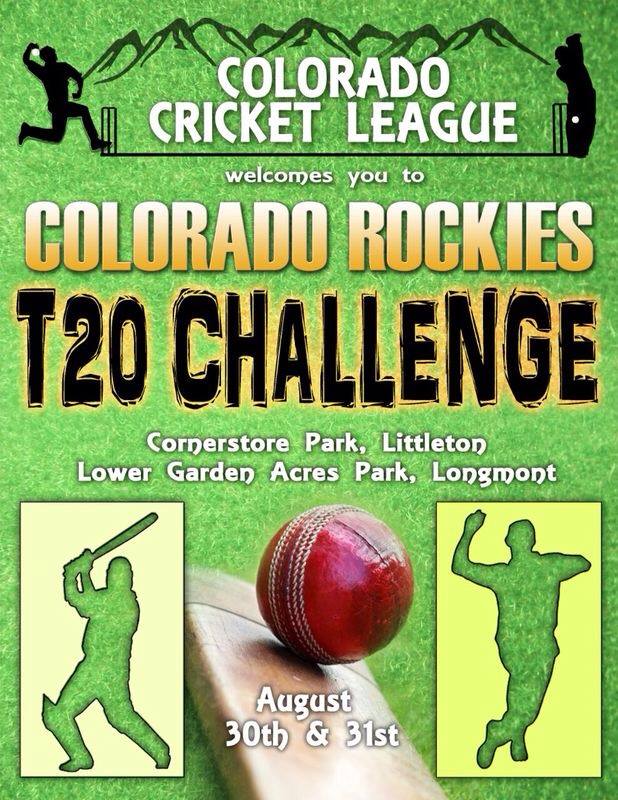 COLORADO
CRICKET LEAGUE
welcomes you to
COLORADO ROCKIES
T20 CHALLENGE
Cornerstore Park, Littleton
Lower Garden Acres Park, Longmont
August
30th & 31st